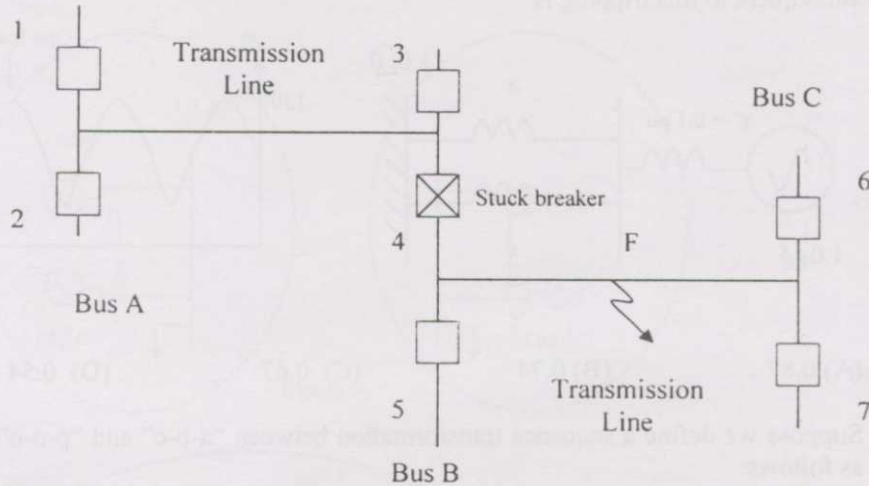 1
Transmission
Line
3
Bus C
2
Stuck breaker
6
4
F
Bus A
Transmission
Line
5
7
Bus B